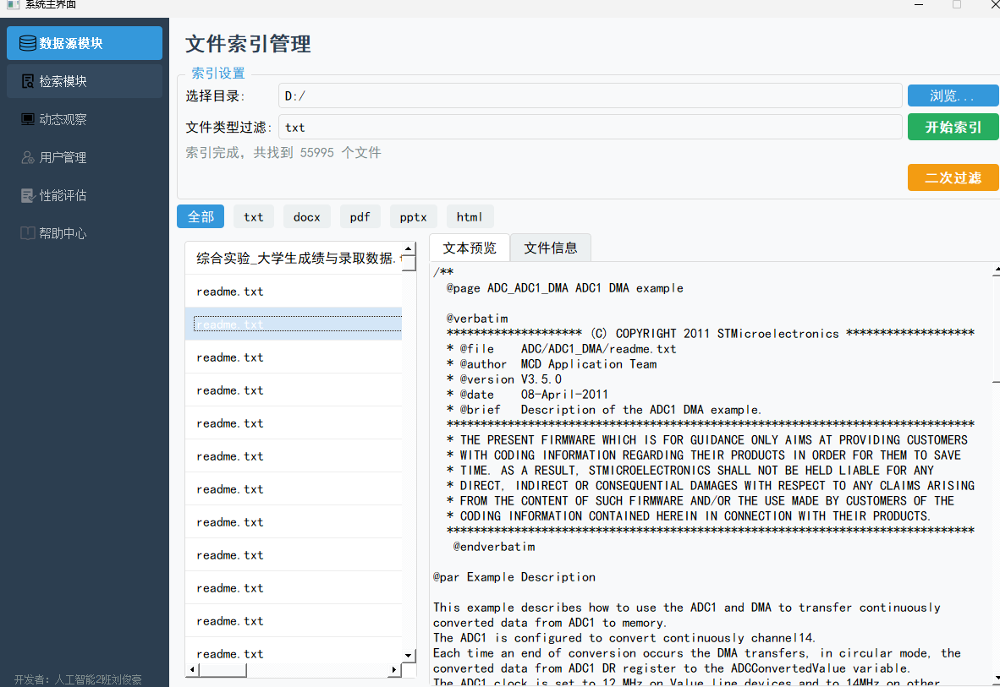 系统主界面
数据源模块
检索模块
动态观察
用户管理
性能评估
帮助中心
开发者：人工智能2班刘俊豪
文件索引管理
索引设置
选择目录: D:/ 浏览...
文件类型过滤: txt 开始索引
索引完成，共找到 55995 个文件
二次过滤
全部 txt docx pdf pptx html
综合实验_大学生成绩与录取数据.
readme.txt
readme.txt
readme.txt
readme.txt
readme.txt
readme.txt
readme.txt
readme.txt
readme.txt
readme.txt
readme.txt
readme.txt
文本预览 文件信息
/**
@page ADC_ADC1_DMA ADC1 DMA example
@verbatim
******************** (C) COPYRIGHT 2011 STMicroelectronics *******************
* @file ADC/ADC1_DMA/readme.txt
* @author MCD Application Team
* @version V3.5.0
* @date 08-April-2011
* @brief Description of the ADC1 DMA example.
******************************************************************************
* THE PRESENT FIRMWARE WHICH IS FOR GUIDANCE ONLY AIMS AT PROVIDING CUSTOMERS
* WITH CODING INFORMATION REGARDING THEIR PRODUCTS IN ORDER FOR THEM TO SAVE
* TIME. AS A RESULT, STMICROELECTRONICS SHALL NOT BE HELD LIABLE FOR ANY
* DIRECT, INDIRECT OR CONSEQUENTIAL DAMAGES WITH RESPECT TO ANY CLAIMS ARISING
* FROM THE CONTENT OF SUCH FIRMWARE AND/OR THE USE MADE BY CUSTOMERS OF THE
* CODING INFORMATION CONTAINED HEREIN IN CONNECTION WITH THEIR PRODUCTS.
******************************************************************************
@endverbatim
@par Example Description
This example describes how to use the ADC1 and DMA to transfer continuously
converted data from ADC1 to memory.
The ADC1 is configured to convert continuously channel14.
Each time an end of conversion occurs the DMA transfers, in circular mode, the
converted data from ADC1 DR register to the ADCConvertedValue variable.
The ADC1 clock is set to 12 MHz on Value line devices and to 14MHz on other